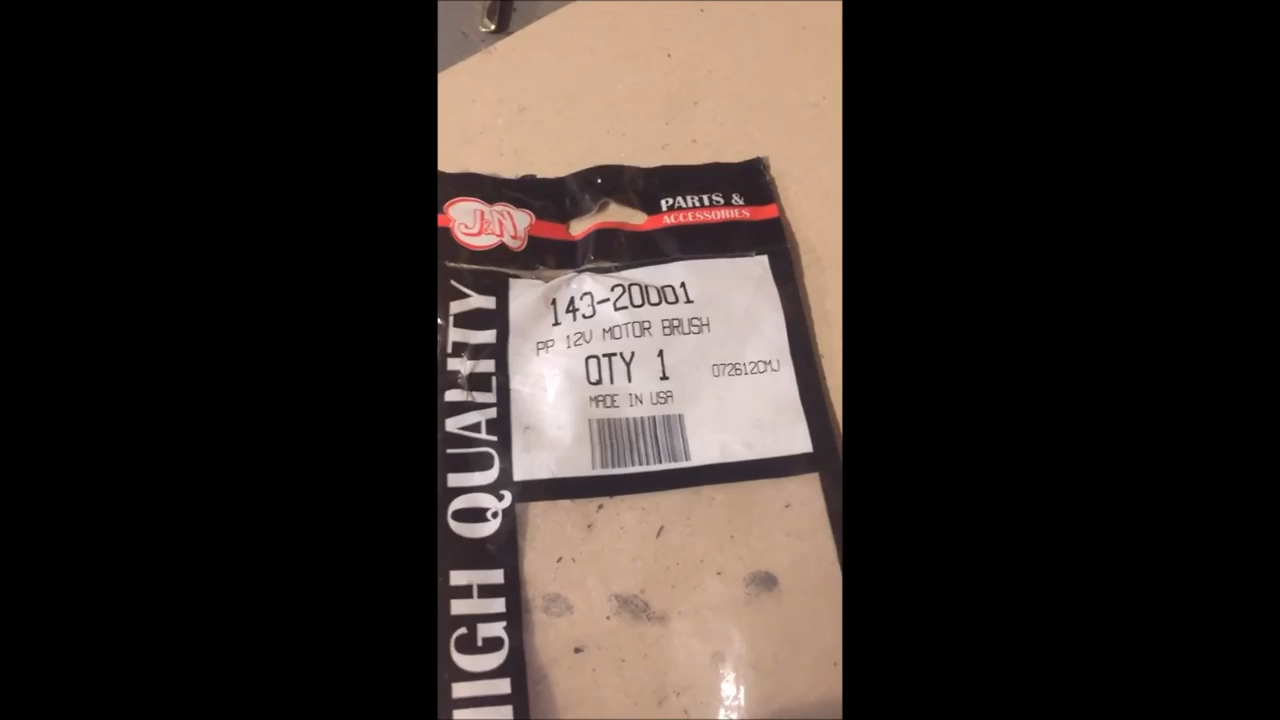 J&N
PARTS &
ACCESSORIES
HIGH QUALITY
143-20001
PP 12V MOTOR BRUSH
QTY 1
072612CMJ
MADE IN USA